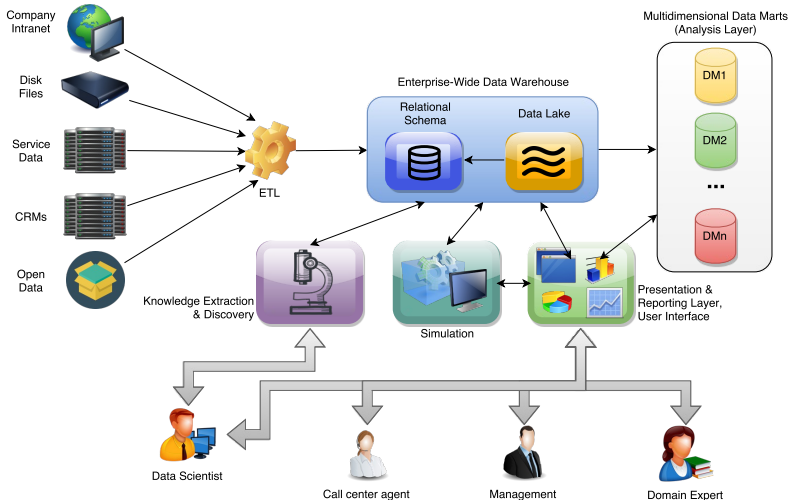 Company
Intranet
Disk
Files
Service
Data
CRMs
Open
Data
ETL
Enterprise-Wide Data Warehouse
Relational
Schema
Data Lake
Multidimensional Data Marts
(Analysis Layer)
DM1
DM2
...
DMn
Knowledge Extraction
& Discovery
Simulation
Presentation &
Reporting Layer,
User Interface
Data Scientist
Call center agent
Management
Domain Expert